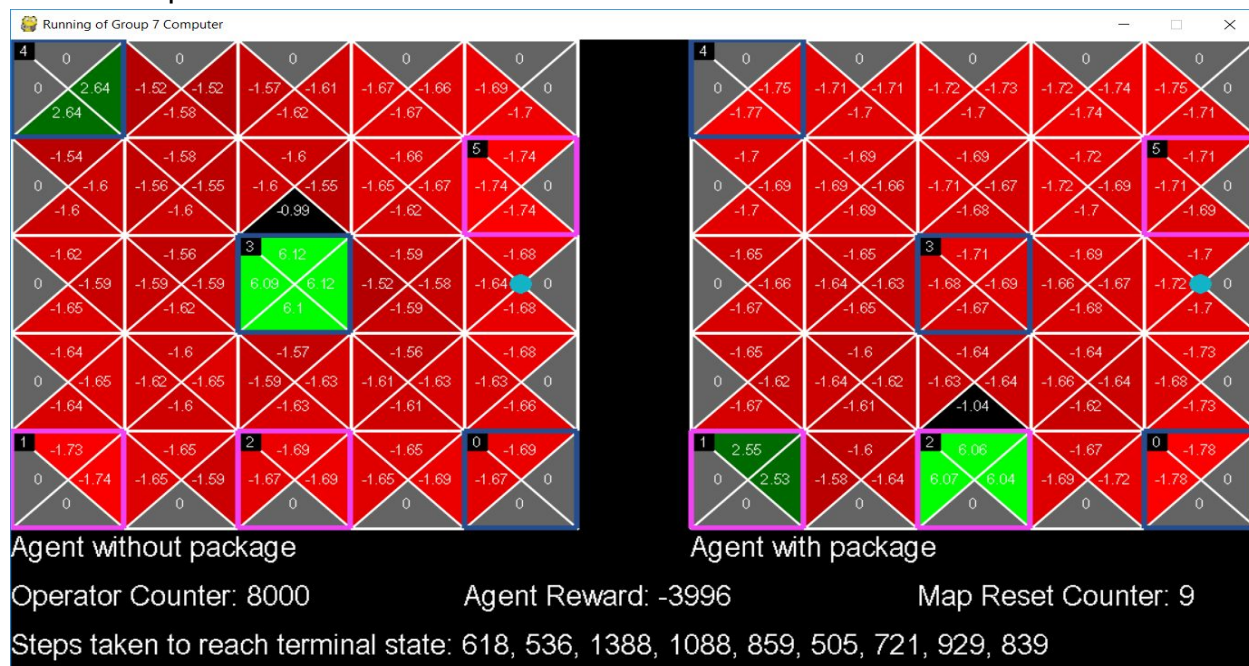 Running of Group 7 Computer
4 0 0 0 0 0
0 2.64 -1.52 -1.52 -1.57 -1.61 -1.67 -1.66 -1.69 0
2.64 -1.58 -1.62 -1.67 -1.7
-1.54 -1.58 -1.6 -1.66 5 -1.74
0 -1.6 -1.56 -1.55 -1.6 -1.55 -1.65 -1.67 -1.74 0
-1.6 -1.6 -0.99 -1.62 -1.74
-1.62 -1.56 3 6.12 -1.59 -1.68
0 -1.59 -1.59 -1.59 6.09 6.12 -1.52 -1.58 -1.64 0
-1.65 -1.62 6.1 -1.59 -1.68
-1.64 -1.6 -1.57 -1.56 -1.68
0 -1.65 -1.62 -1.65 -1.59 -1.63 -1.61 -1.63 -1.63 0
-1.64 -1.6 -1.63 -1.61 -1.66
1 -1.73 -1.65 2 -1.69 -1.65 0 -1.69
0 -1.74 -1.65 -1.59 -1.67 -1.69 -1.65 -1.69 -1.67 0
0 0 0 0 0
4 0 0 0 0 0
0 -1.75 -1.71 -1.71 -1.72 -1.73 -1.72 -1.74 -1.75 0
-1.77 -1.7 -1.7 -1.74 -1.71
-1.7 -1.69 -1.69 -1.72 5 -1.71
0 -1.69 -1.69 -1.66 -1.71 -1.67 -1.72 -1.69 -1.71 0
-1.7 -1.69 -1.68 -1.7 -1.69
-1.65 -1.65 3 -1.71 -1.69 -1.7
0 -1.66 -1.64 -1.63 -1.68 -1.69 -1.66 -1.67 -1.72 0
-1.65 -1.65 -1.67 -1.68 -1.7
-1.65 -1.6 -1.64 -1.64 -1.73
0 -1.62 -1.64 -1.62 -1.63 -1.64 -1.66 -1.64 -1.68 0
-1.67 -1.61 -1.04 -1.62 -1.73
1 2.55 -1.6 2 6.06 -1.67 0 -1.78
0 2.53 -1.58 -1.64 6.07 6.04 -1.69 -1.72 -1.78 0
0 0 0 0 0
Agent without package
Agent with package
Operator Counter: 8000
Agent Reward: -3996
Map Reset Counter: 9
Steps taken to reach terminal state: 618, 536, 1388, 1088, 859, 505, 721, 929, 839